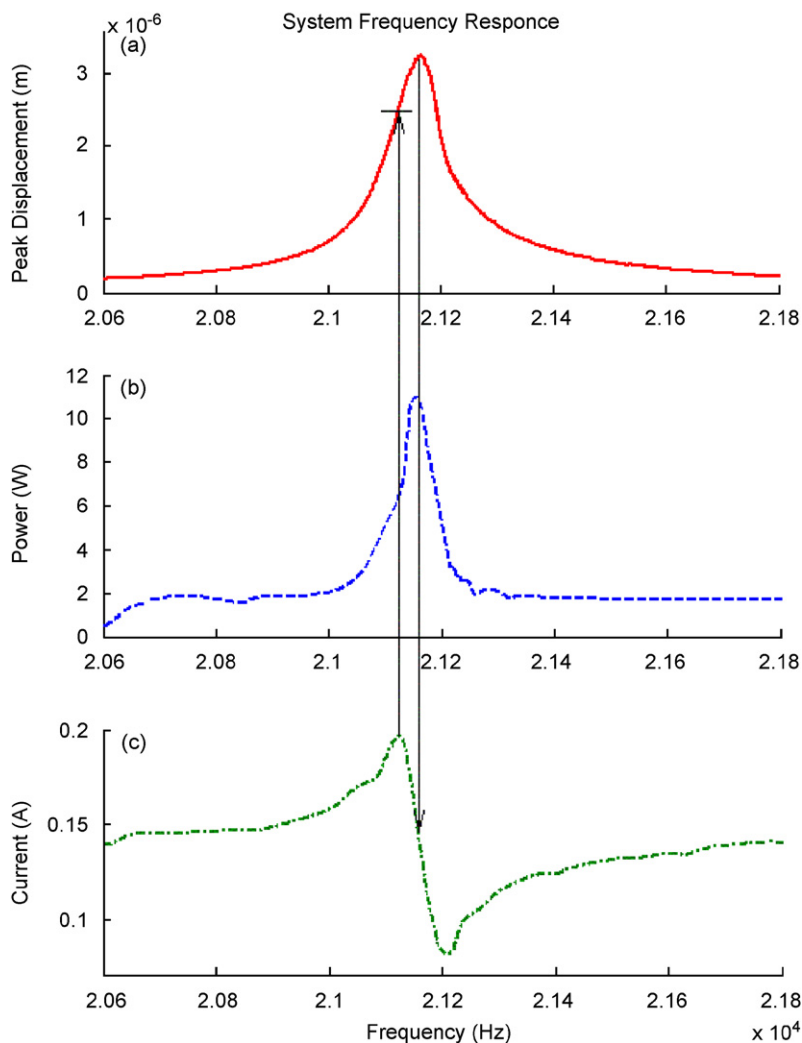 System Frequency Responce
x 10⁻⁶
(a)
Peak Displacement (m)
3
2
1
0
2.06 2.08 2.1 2.12 2.14 2.16 2.18
(b)
Power (W)
12
10
8
6
4
2
0
2.06 2.08 2.1 2.12 2.14 2.16 2.18
(c)
Current (A)
0.2
0.15
0.1
2.06 2.08 2.1 2.12 2.14 2.16 2.18
Frequency (Hz)
x 10⁴